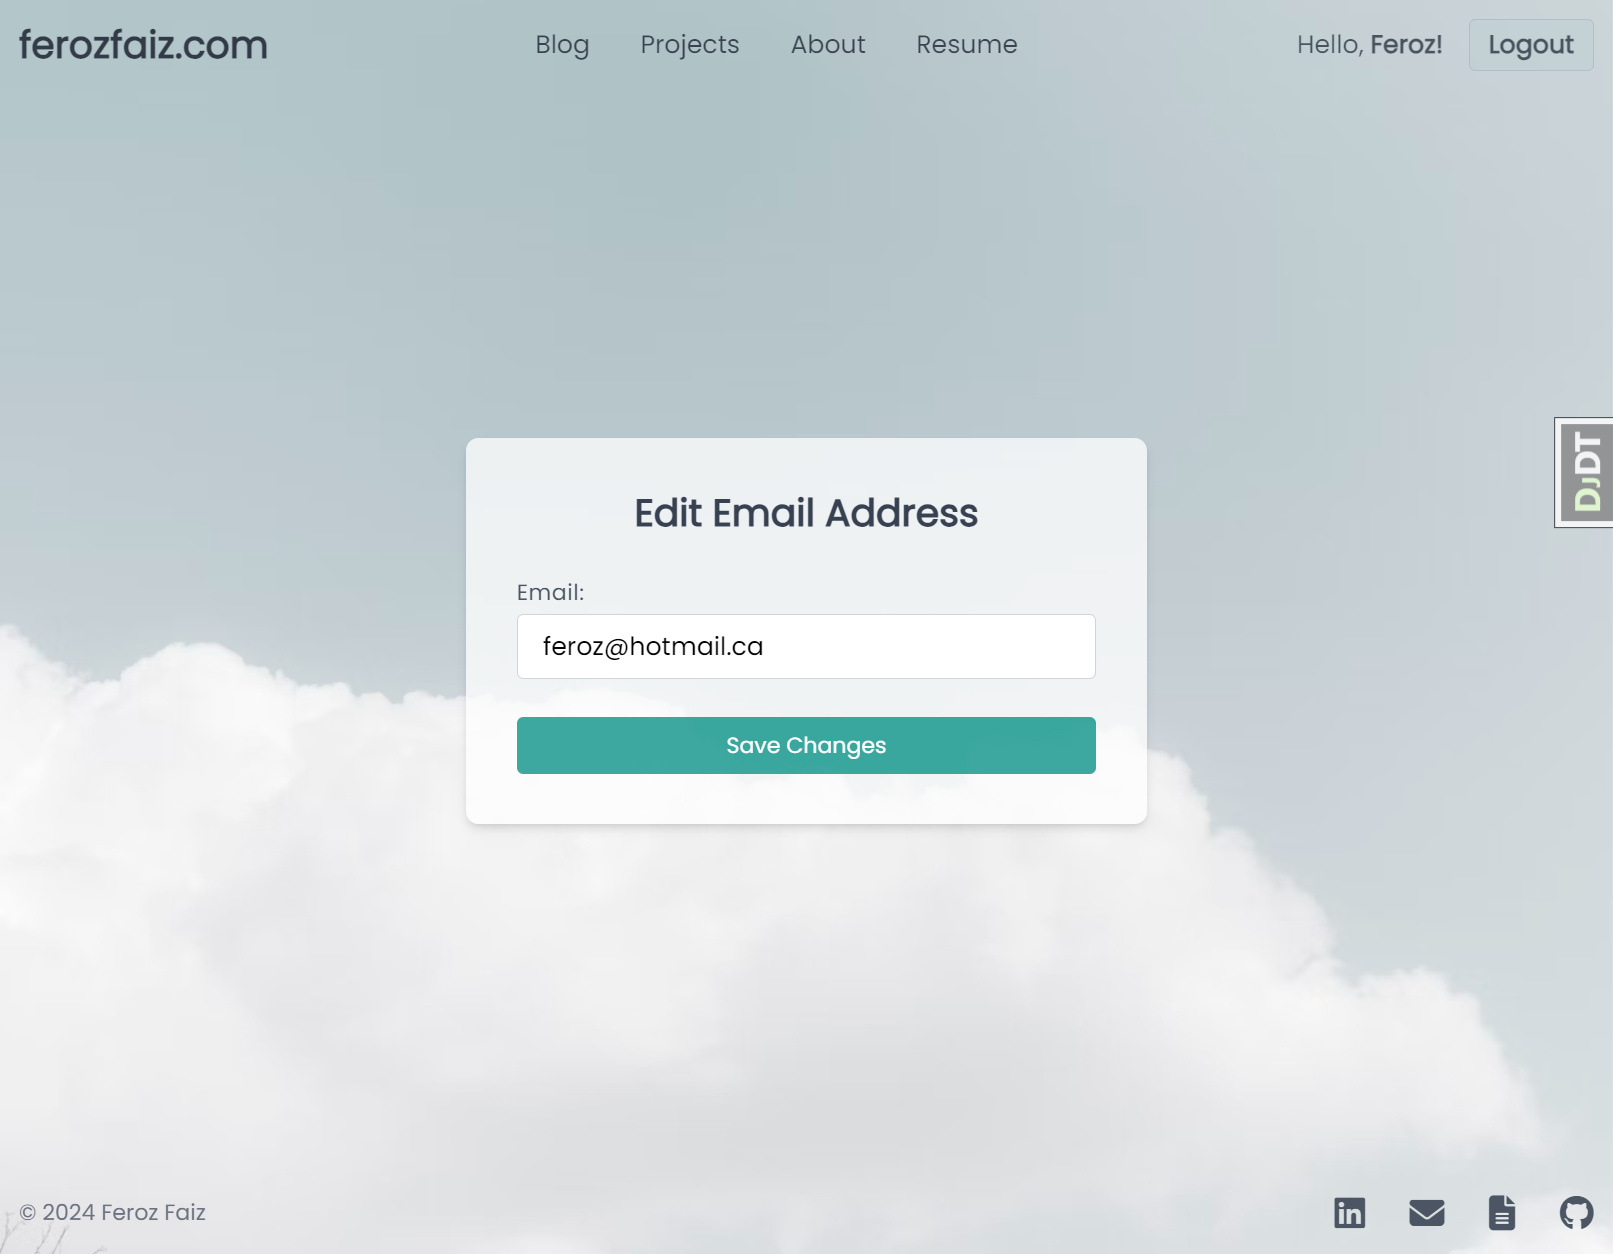 ferozfaiz.com
Blog Projects About Resume
Hello, Feroz! Logout
DJDT
Edit Email Address
Email:
feroz@hotmail.ca
Save Changes
© 2024 Feroz Faiz
in